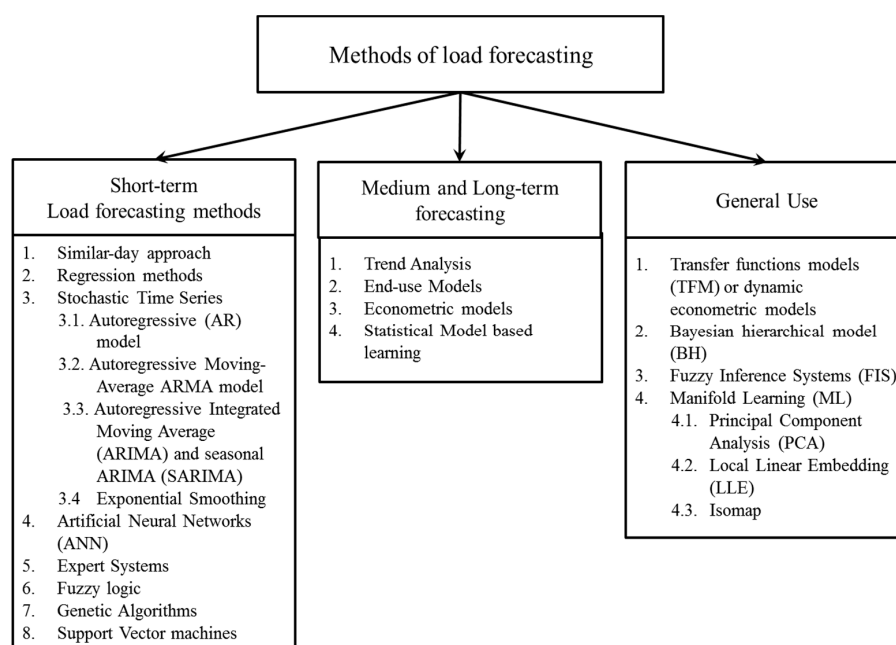 Methods of load forecasting
Short-term
Load forecasting methods
1. Similar-day approach
2. Regression methods
3. Stochastic Time Series
3.1. Autoregressive (AR)
model
3.2. Autoregressive Moving-
Average ARMA model
3.3. Autoregressive Integrated
Moving Average
(ARIMA) and seasonal
ARIMA (SARIMA)
3.4 Exponential Smoothing
4. Artificial Neural Networks
(ANN)
5. Expert Systems
6. Fuzzy logic
7. Genetic Algorithms
8. Support Vector machines
Medium and Long-term
forecasting
1. Trend Analysis
2. End-use Models
3. Econometric models
4. Statistical Model based
learning
General Use
1. Transfer functions models
(TFM) or dynamic
econometric models
2. Bayesian hierarchical model
(BH)
3. Fuzzy Inference Systems (FIS)
4. Manifold Learning (ML)
4.1. Principal Component
Analysis (PCA)
4.2. Local Linear Embedding
(LLE)
4.3. Isomap